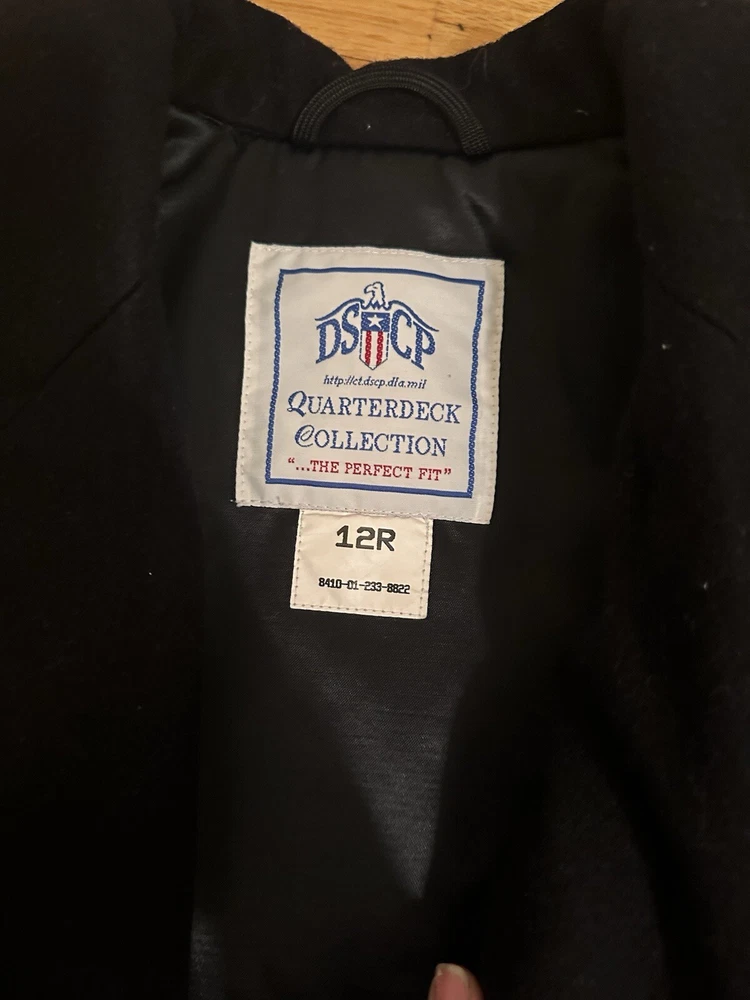 DSCP
http://ct.dscp.dla.mil
QUARTERDECK
COLLECTION
"...THE PERFECT FIT"
12R
8410-01-233-8822